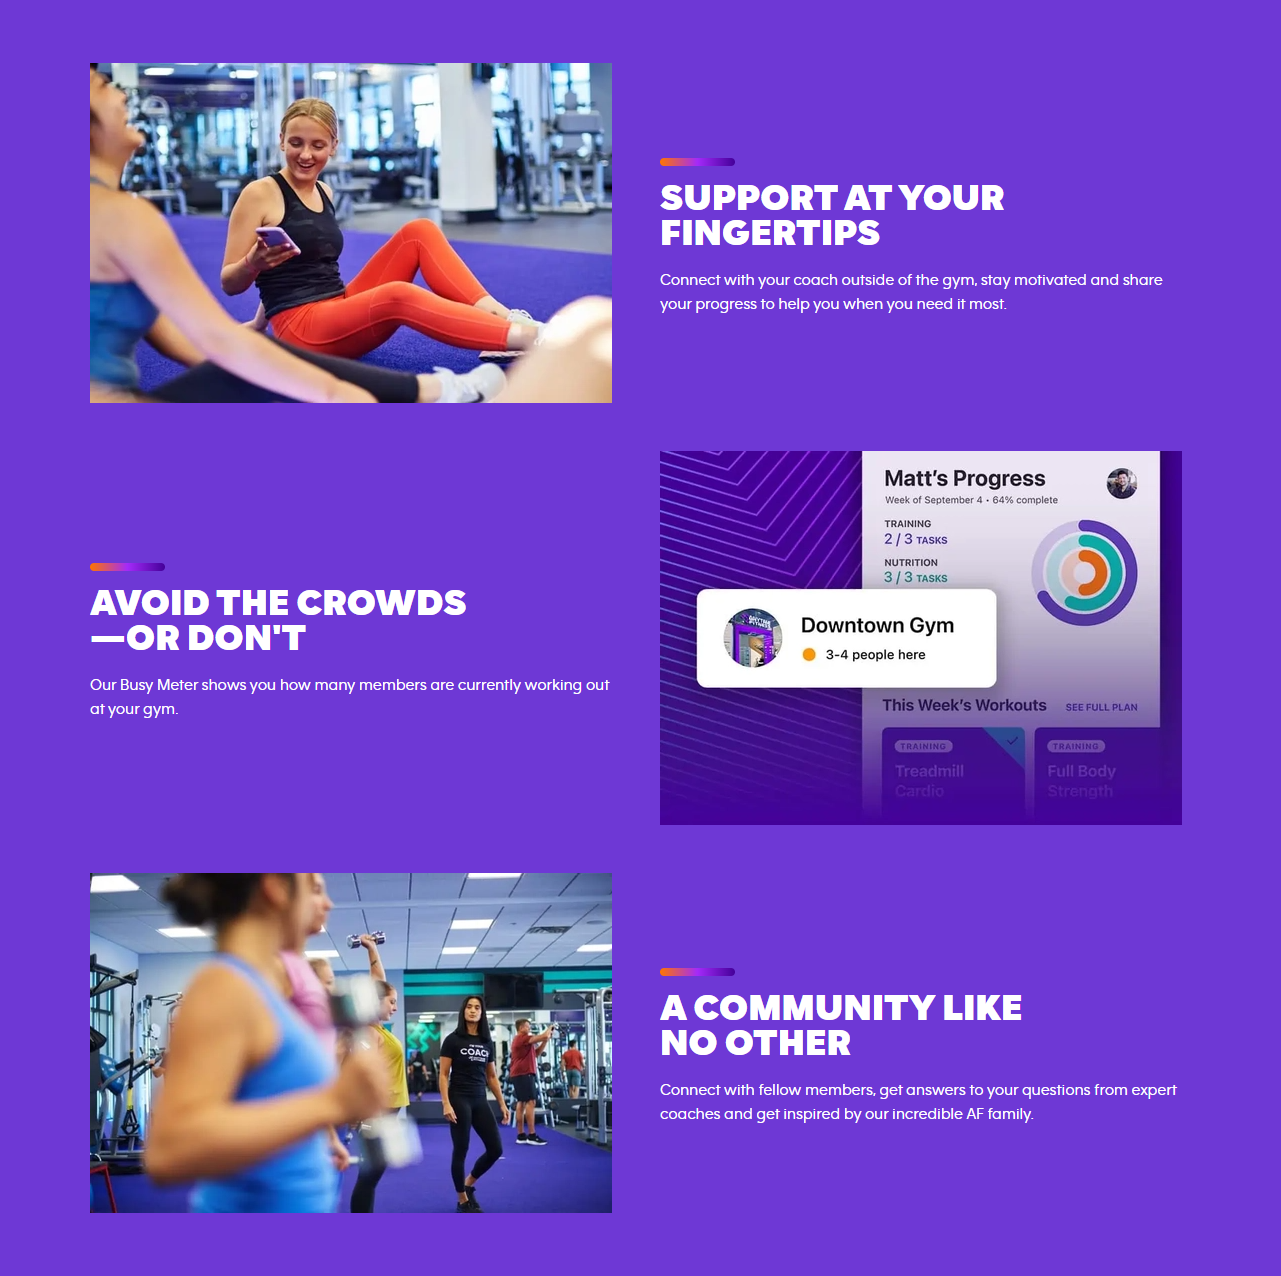 SUPPORT AT YOUR
FINGERTIPS
Connect with your coach outside of the gym, stay motivated and share
your progress to help you when you need it most.
AVOID THE CROWDS
—OR DON'T
Our Busy Meter shows you how many members are currently working out
at your gym.
Matt's Progress
Week of September 4 • 64% complete
TRAINING
2 / 3 TASKS
NUTRITION
3 / 3 TASKS
Downtown Gym
3-4 people here
This Week's Workouts SEE FULL PLAN
TRAINING
Treadmill
Cardio
TRAINING
Full Body
Strength
COACH
A COMMUNITY LIKE
NO OTHER
Connect with fellow members, get answers to your questions from expert
coaches and get inspired by our incredible AF family.